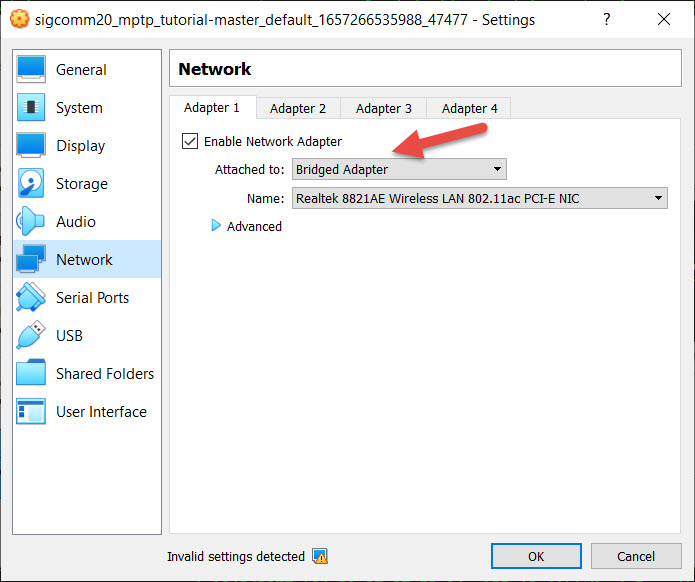 sigcomm20_mptp_tutorial-master_default_1657266535988_47477 - Settings
?
General
System
Display
Storage
Audio
Network
Serial Ports
USB
Shared Folders
User Interface
Network
Adapter 1 Adapter 2 Adapter 3 Adapter 4
Enable Network Adapter
Attached to: Bridged Adapter
Name: Realtek 8821AE Wireless LAN 802.11ac PCI-E NIC
Advanced
Invalid settings detected
OK Cancel